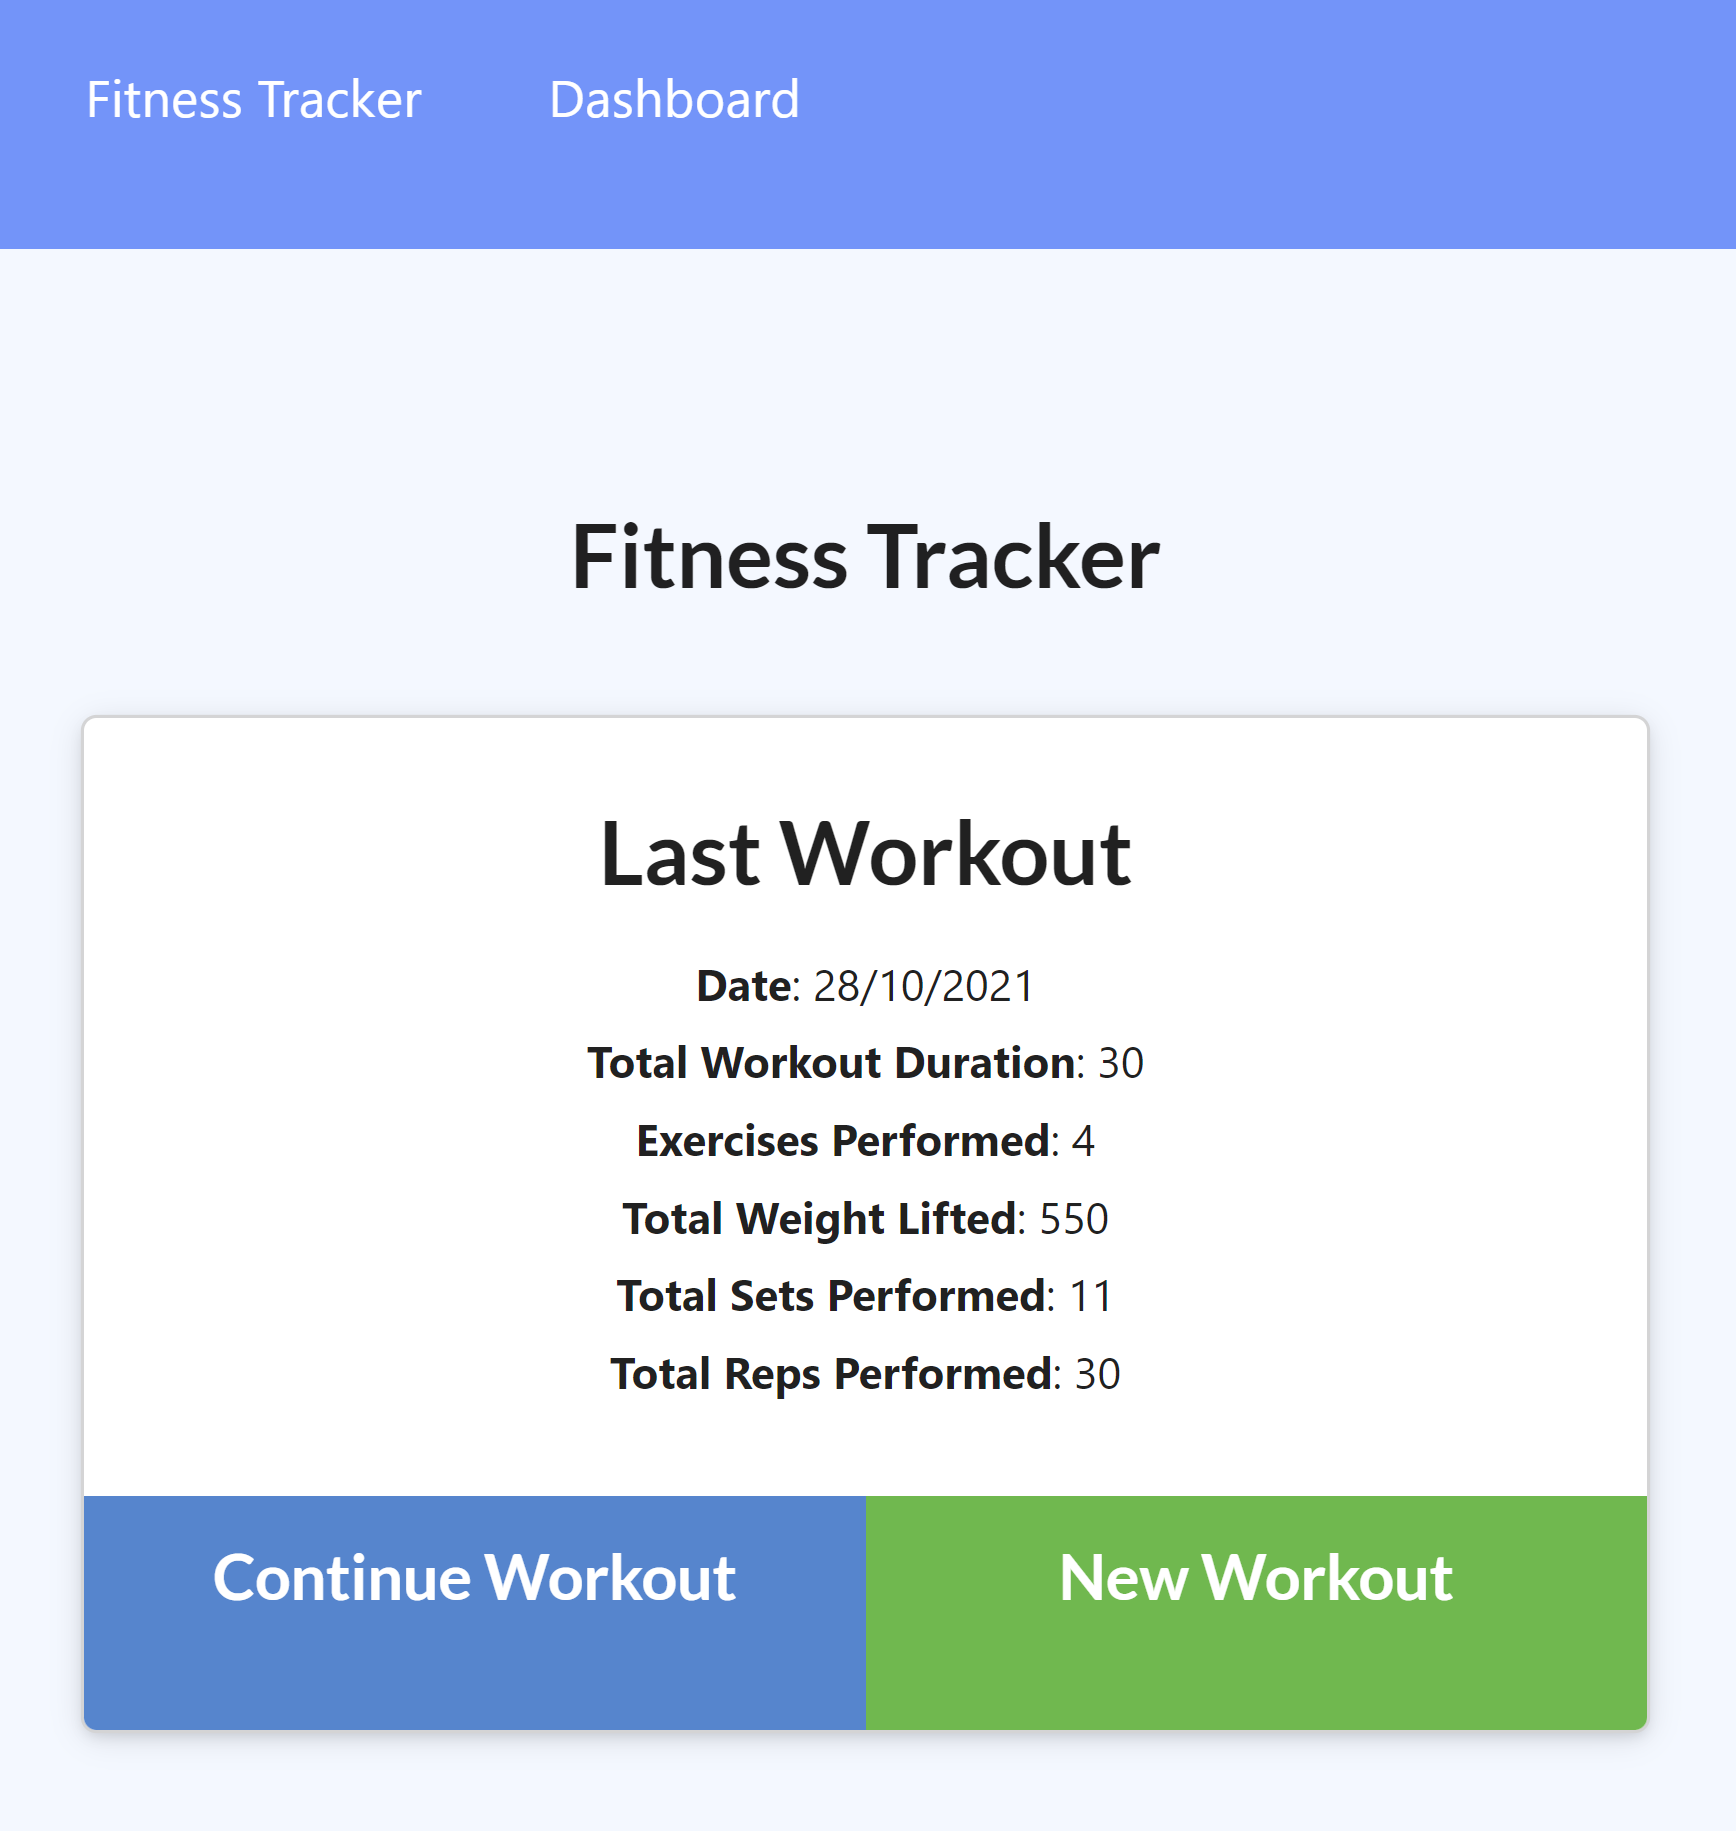 Fitness Tracker Dashboard
Fitness Tracker
Last Workout
Date: 28/10/2021
Total Workout Duration: 30
Exercises Performed: 4
Total Weight Lifted: 550
Total Sets Performed: 11
Total Reps Performed: 30
Continue Workout New Workout